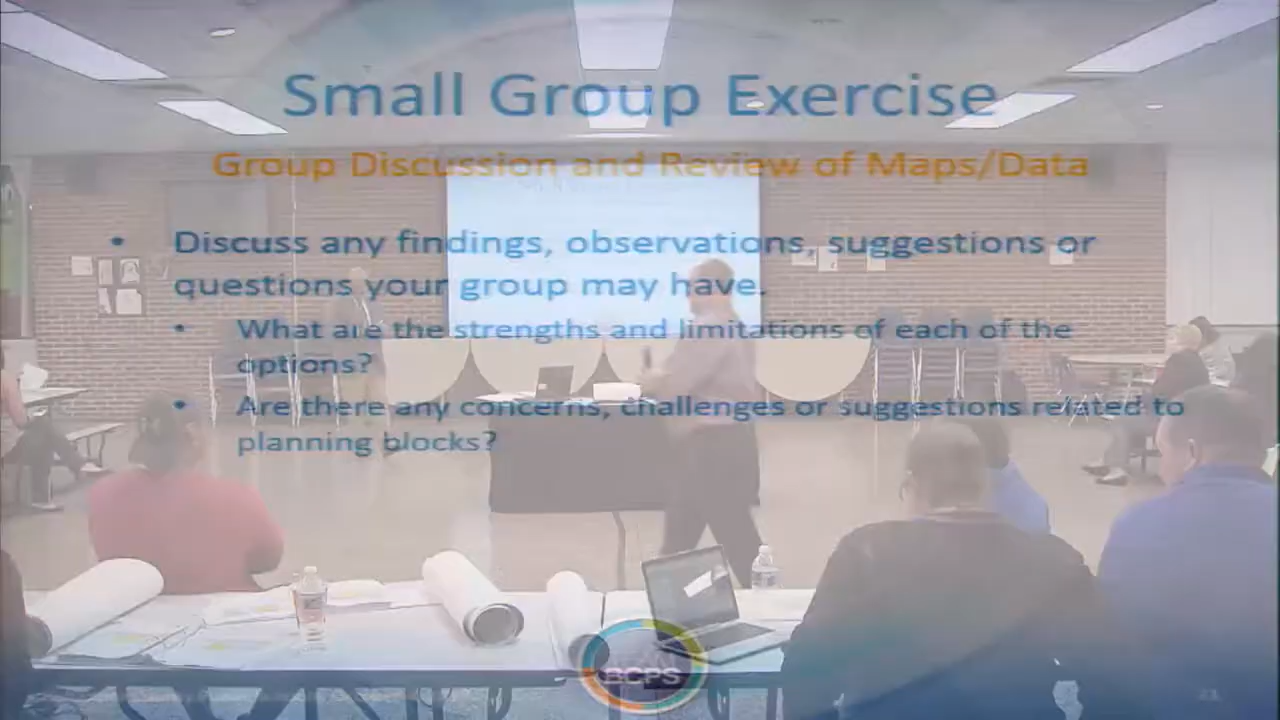 Small Group Exercise
Group Discussion and Review of Maps/Data
• Discuss any findings, observations, suggestions or
questions your group may have.
• What are the strengths and limitations of each of the
options?
• Are there any concerns, challenges or suggestions related to
planning blocks?
BCPS